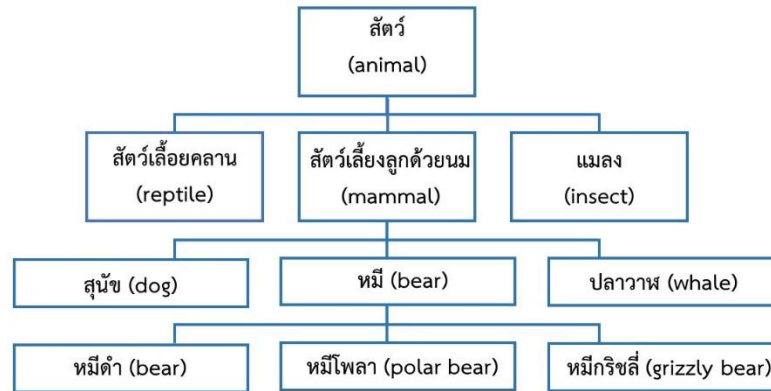 สัตว์
(animal)
สัตว์เลื้อยคลาน
(reptile)
สัตว์เลี้ยงลูกด้วยนม
(mammal)
แมลง
(insect)
สุนัข (dog)
หมี (bear)
ปลาวาฬ (whale)
หมีดำ (bear)
หมีโพลา (polar bear)
หมีกริซลี่ (grizzly bear)